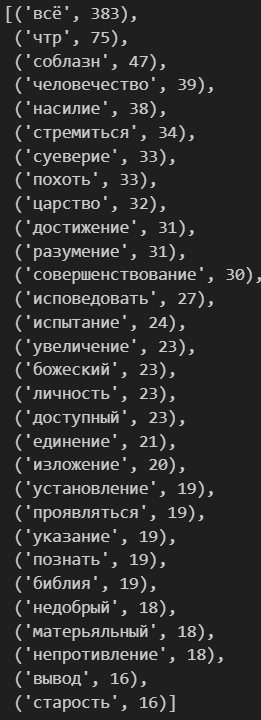 [('всё', 383),
('чтр', 75),
('соблазн', 47),
('человечество', 39),
('насилие', 38),
('стремиться', 34),
('суеверие', 33),
('похоть', 33),
('царство', 32),
('достижение', 31),
('разумение', 31),
('совершенствование', 30),
('исповедовать', 27),
('испытание', 24),
('увеличение', 23),
('божеский', 23),
('личность', 23),
('доступный', 23),
('единение', 21),
('изложение', 20),
('установление', 19),
('проявляться', 19),
('указание', 19),
('познать', 19),
('библия', 19),
('недобрый', 18),
('матерьяльный', 18),
('непротивление', 18),
('вывод', 16),
('старость', 16)]